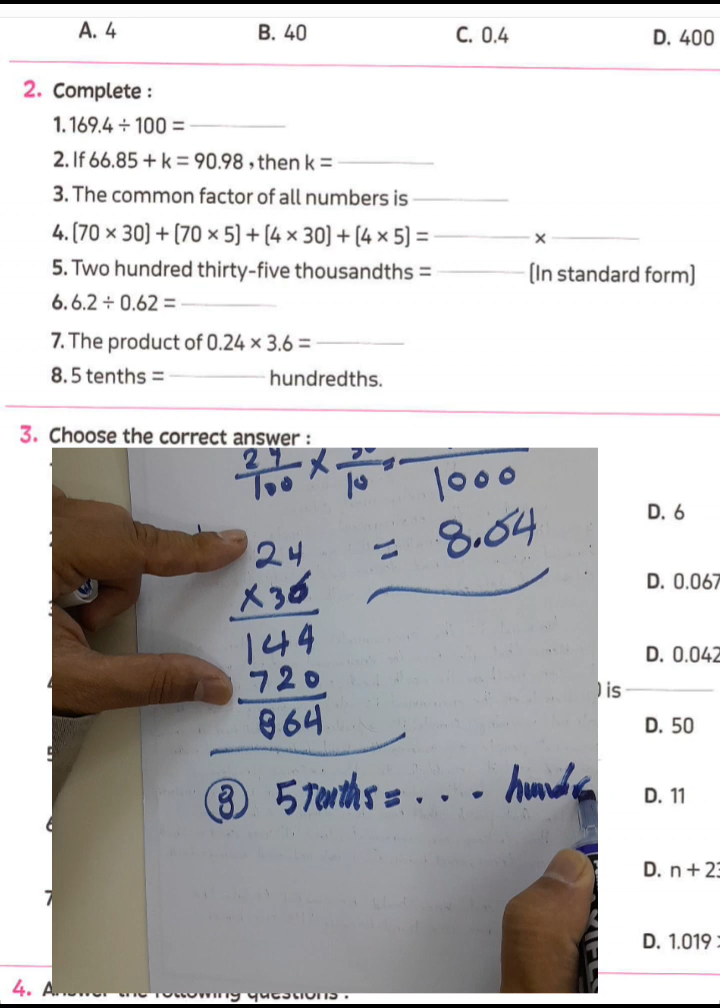 A. 4 B. 40 C. 0.4 D. 400
2. Complete :
1. 169.4 ÷ 100 =
2. If 66.85 + k = 90.98 , then k =
3. The common factor of all numbers is
4. (70 × 30) + (70 × 5) + (4 × 30) + (4 × 5) = ×
5. Two hundred thirty-five thousandths = (In standard form)
6. 6.2 ÷ 0.62 =
7. The product of 0.24 × 3.6 =
8. 5 tenths = hundredths.
3. Choose the correct answer :
24/100 × /10 = /1000
= 8.64
24
×36
144
720
864
⑧ 5 Tenths = . . .
D. 6
D. 0.067
D. 0.042
is
D. 50
D. 11
D. n + 23
D. 1.019
4. Answer the following questions :